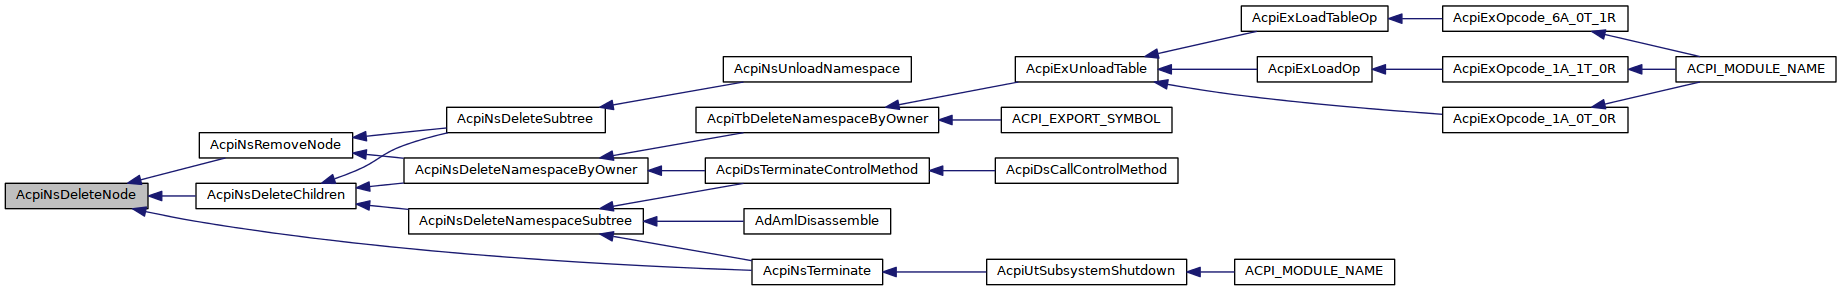 AcpiExLoadTableOp
AcpiExOpcode_6A_0T_1R
AcpiNsUnloadNamespace
AcpiExUnloadTable
AcpiExLoadOp
AcpiExOpcode_1A_1T_0R
ACPI_MODULE_NAME
AcpiNsDeleteSubtree
AcpiTbDeleteNamespaceByOwner
ACPI_EXPORT_SYMBOL
AcpiExOpcode_1A_0T_0R
AcpiNsRemoveNode
AcpiNsDeleteNamespaceByOwner
AcpiDsTerminateControlMethod
AcpiDsCallControlMethod
AcpiNsDeleteNode
AcpiNsDeleteChildren
AcpiNsDeleteNamespaceSubtree
AdAmlDisassemble
AcpiNsTerminate
AcpiUtSubsystemShutdown
ACPI_MODULE_NAME